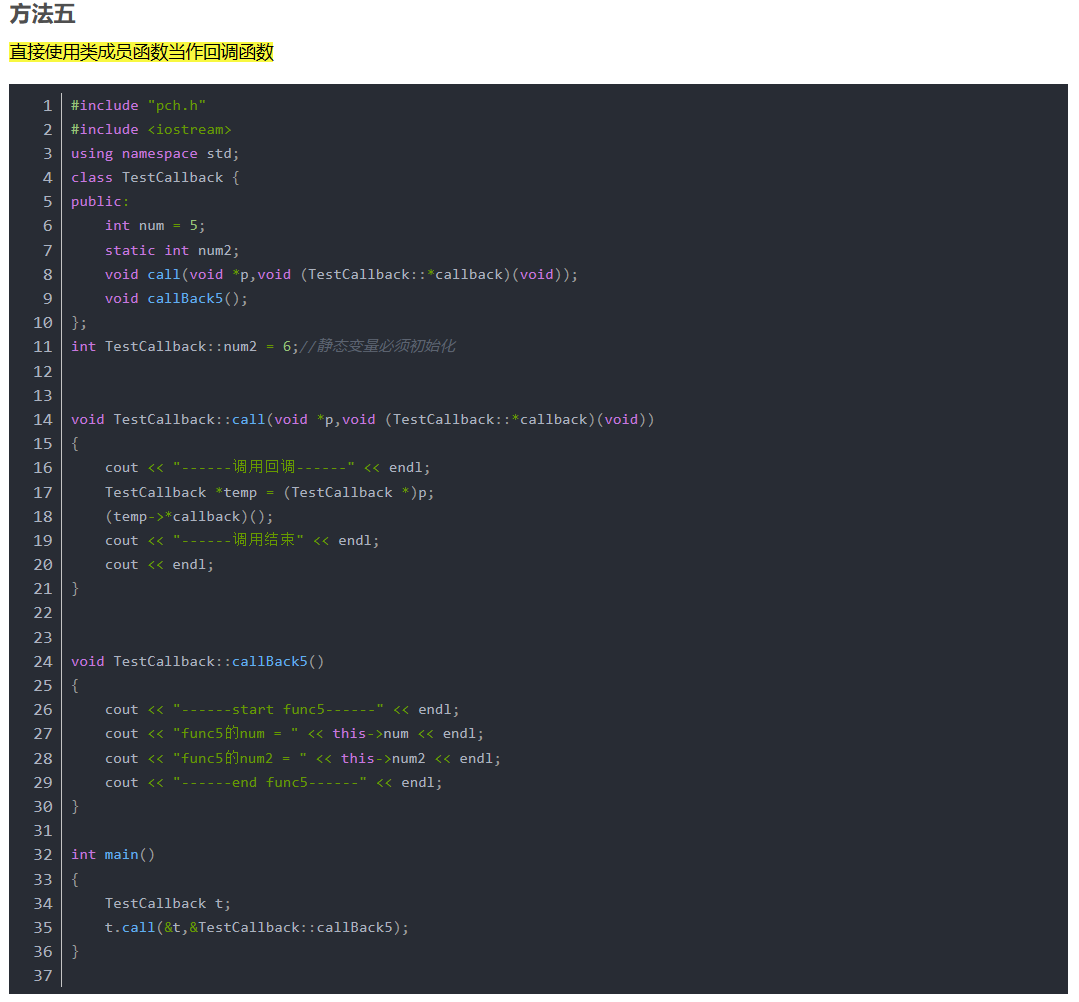 方法五
直接使用类成员函数当作回调函数
1 #include "pch.h"
2 #include <iostream>
3 using namespace std;
4 class TestCallback {
5 public:
6     int num = 5;
7     static int num2;
8     void call(void *p,void (TestCallback::*callback)(void));
9     void callBack5();
10 };
11 int TestCallback::num2 = 6;//静态变量必须初始化
12
13
14 void TestCallback::call(void *p,void (TestCallback::*callback)(void))
15 {
16     cout << "------调用回调------" << endl;
17     TestCallback *temp = (TestCallback *)p;
18     (temp->*callback)();
19     cout << "------调用结束" << endl;
20     cout << endl;
21 }
22
23
24 void TestCallback::callBack5()
25 {
26     cout << "------start func5------" << endl;
27     cout << "func5的num = " << this->num << endl;
28     cout << "func5的num2 = " << this->num2 << endl;
29     cout << "------end func5------" << endl;
30 }
31
32 int main()
33 {
34     TestCallback t;
35     t.call(&t,&TestCallback::callBack5);
36 }
37